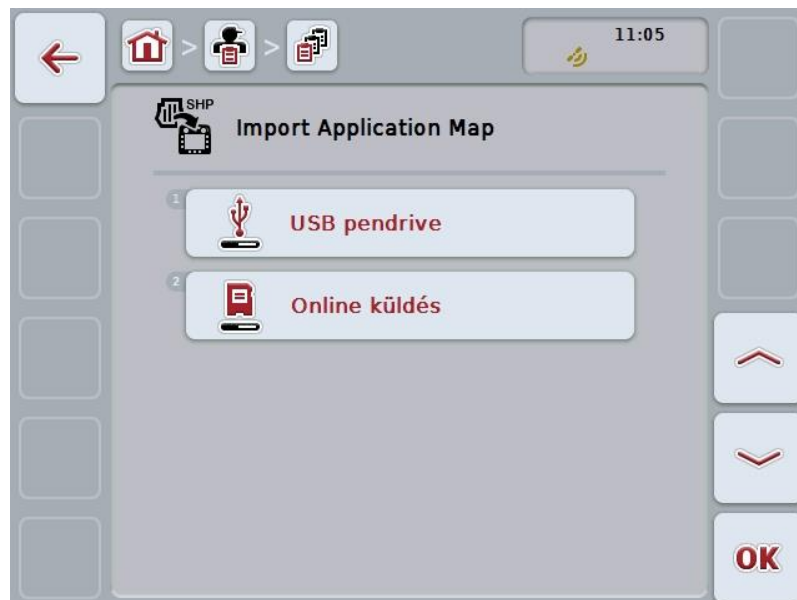 11:05
SHP
Import Application Map
1
USB pendrive
2
Online küldés
OK